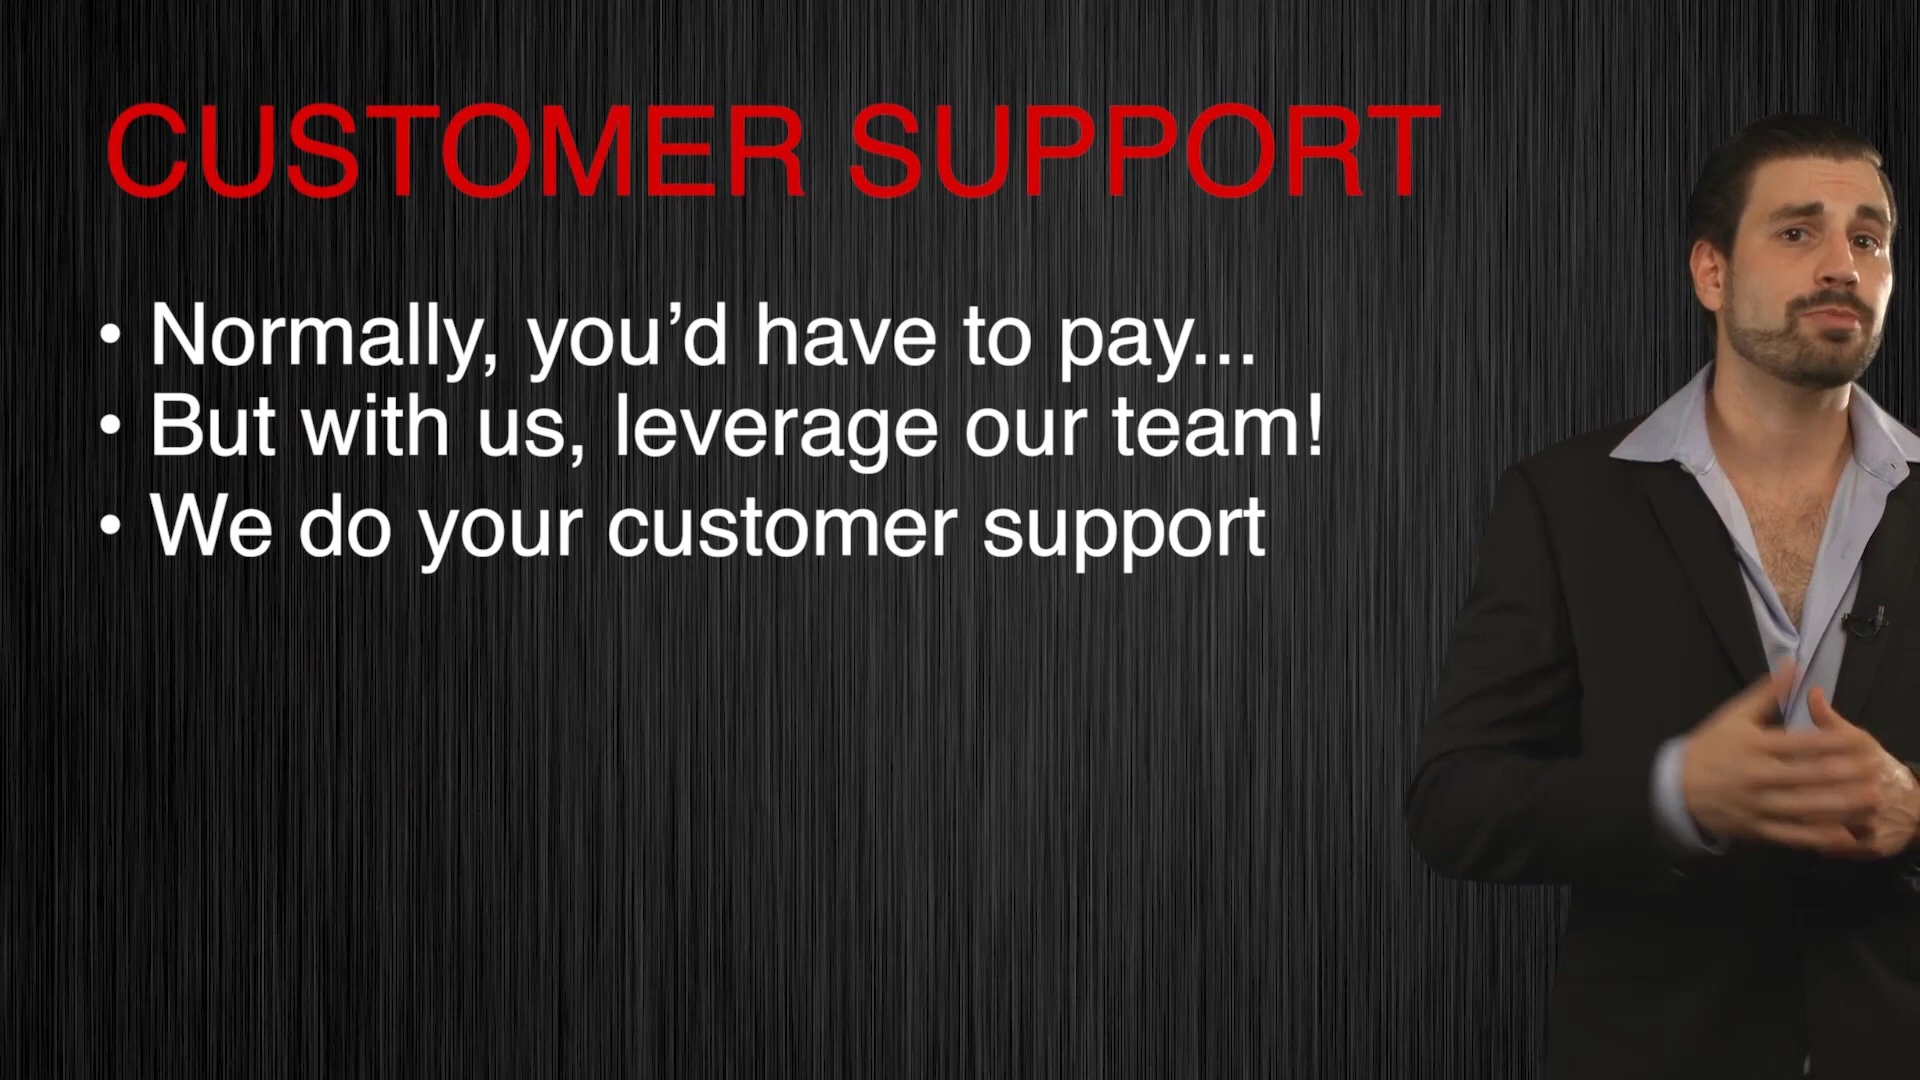 CUSTOMER SUPPORT
• Normally, you’d have to pay...
• But with us, leverage our team!
• We do your customer support